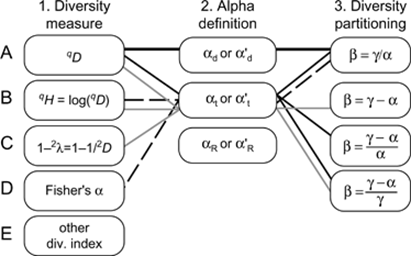 1. Diversity measure
2. Alpha definition
3. Diversity partitioning
A
qD
αd or α'd
β = γ/α
B
qH = log(qD)
αt or α't
β = γ − α
C
1−2λ=1−1/2D
αR or α'R
β = γ − α / α
D
Fisher's α
β = γ − α / γ
E
other
div. index